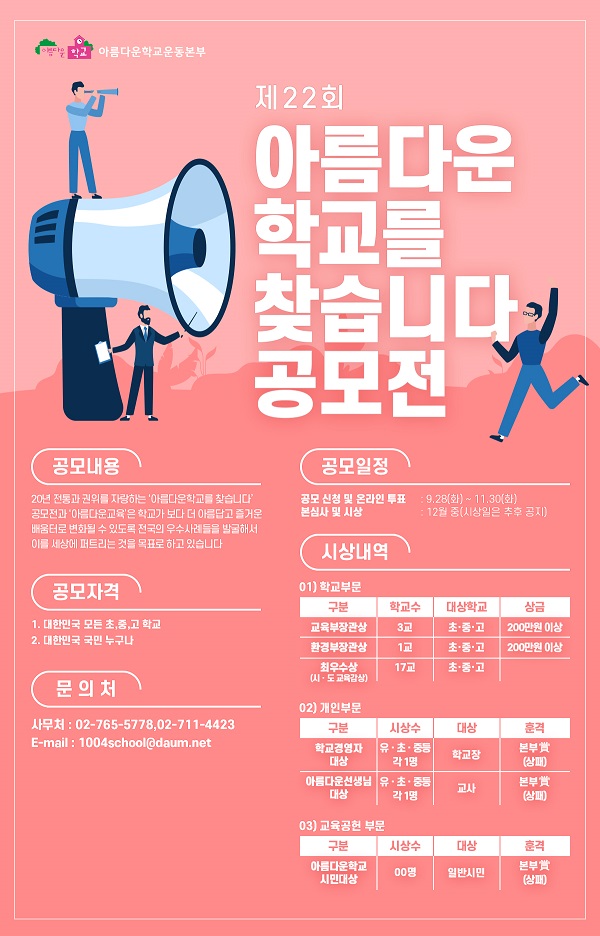 아름다운 학교 아름다운학교운동본부
제22회
아름다운
학교를
찾습니다
공모전
공모내용
20년 전통과 권위를 자랑하는 '아름다운학교를 찾습니다'
공모전과 '아름다운교육'은 학교가 보다 더 아름답고 즐거운
배움터로 변화될 수 있도록 전국의 우수사례들을 발굴해서
이를 세상에 퍼트리는 것을 목표로 하고 있습니다
공모자격
1. 대한민국 모든 초,중,고 학교
2. 대한민국 국민 누구나
문 의 처
사무처 : 02-765-5778,02-711-4423
E-mail : 1004school@daum.net
공모일정
공모 신청 및 온라인 투표 : 9.28(화) ~ 11.30(화)
본심사 및 시상 : 12월 중(시상일은 추후 공지)
시상내역
01) 학교부문
구분 학교수 대상학교 상금
교육부장관상 3교 초·중·고 200만원 이상
환경부장관상 1교 초·중·고 200만원 이상
최우수상 17교 초·중·고
(시·도 교육감상)
02) 개인부문
구분 시상수 대상 훈격
학교경영자 유·초·중등 학교장 본부賞
대상 각 1명 (상패)
아름다운선생님 유·초·중등 교사 본부賞
대상 각 1명 (상패)
03) 교육공헌 부문
구분 시상수 대상 훈격
아름다운학교 00명 일반시민 본부賞
시민대상 (상패)